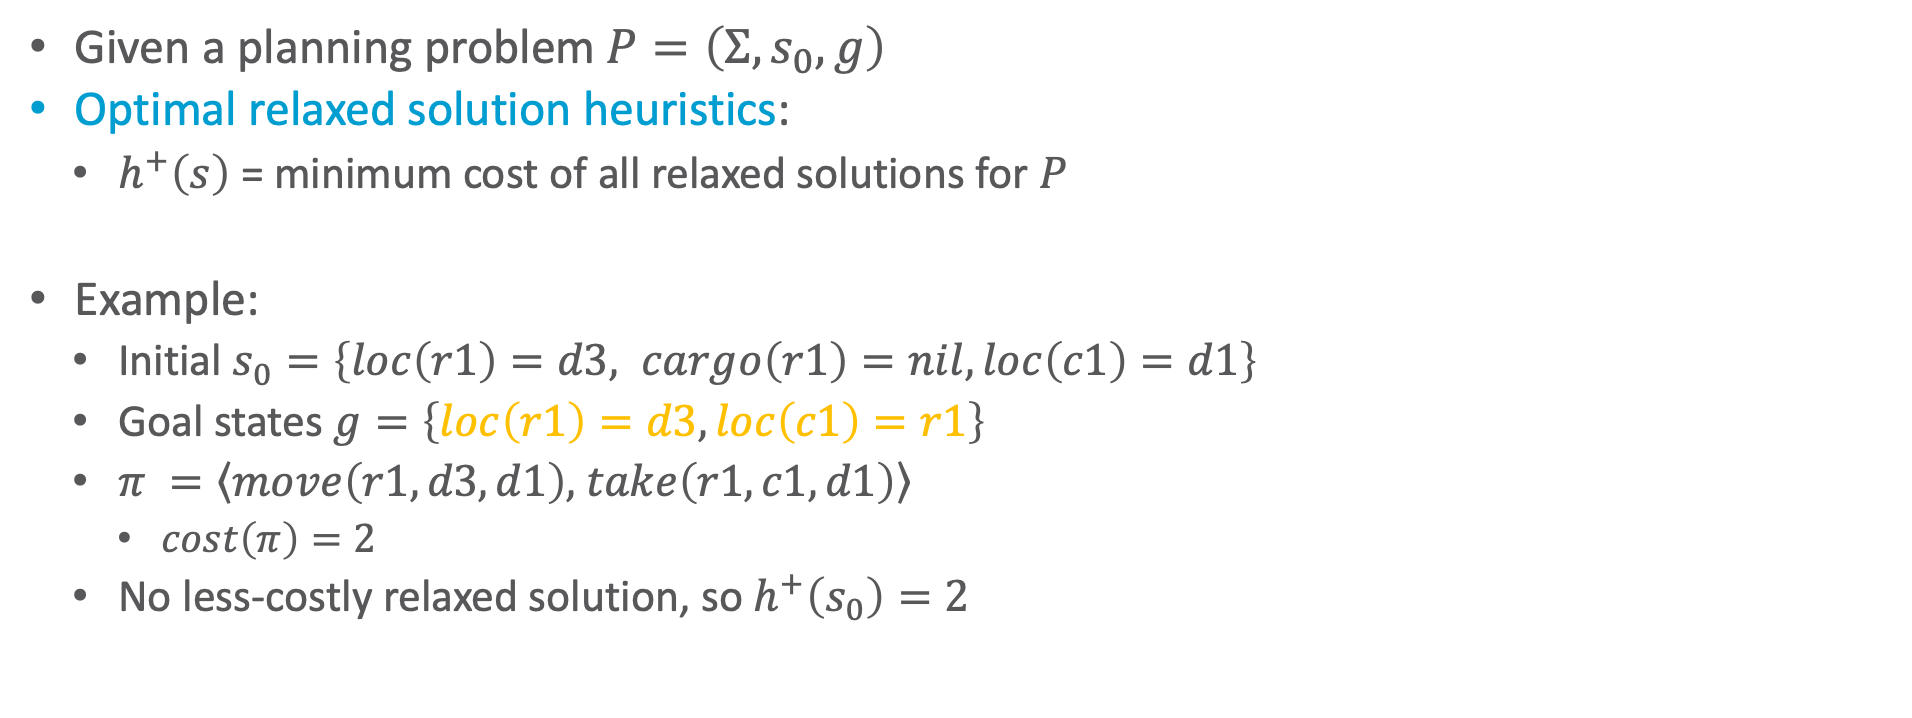 • Given a planning problem 𝑃 = (Σ, 𝑠₀, 𝑔)
• Optimal relaxed solution heuristics:
• ℎ⁺(𝑠) = minimum cost of all relaxed solutions for 𝑃
• Example:
• Initial 𝑠₀ = {𝑙𝑜𝑐(𝑟1) = 𝑑3, 𝑐𝑎𝑟𝑔𝑜(𝑟1) = 𝑛𝑖𝑙, 𝑙𝑜𝑐(𝑐1) = 𝑑1}
• Goal states 𝑔 = {𝑙𝑜𝑐(𝑟1) = 𝑑3, 𝑙𝑜𝑐(𝑐1) = 𝑟1}
• 𝜋 = ⟨𝑚𝑜𝑣𝑒(𝑟1, 𝑑3, 𝑑1), 𝑡𝑎𝑘𝑒(𝑟1, 𝑐1, 𝑑1)⟩
• 𝑐𝑜𝑠𝑡(𝜋) = 2
• No less-costly relaxed solution, so ℎ⁺(𝑠₀) = 2